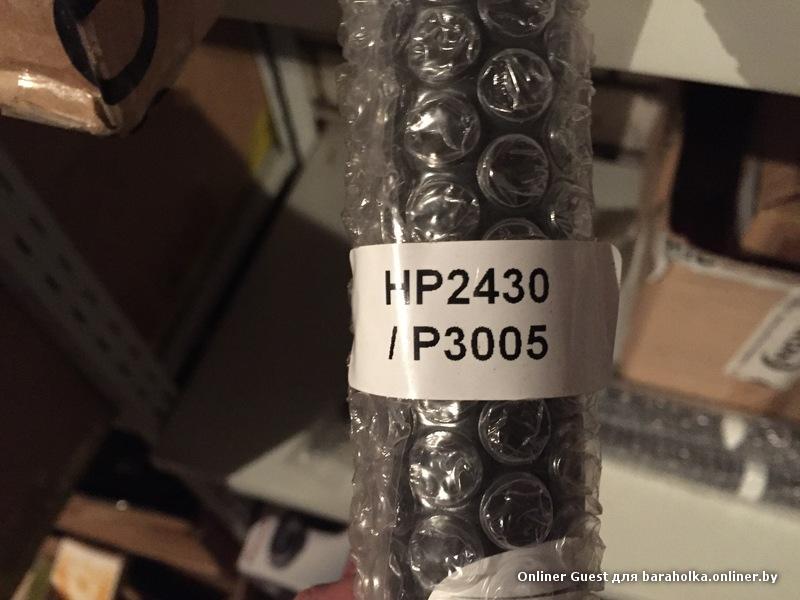 HP2430
/ P3005
Onliner Guest для baraholka.onliner.by